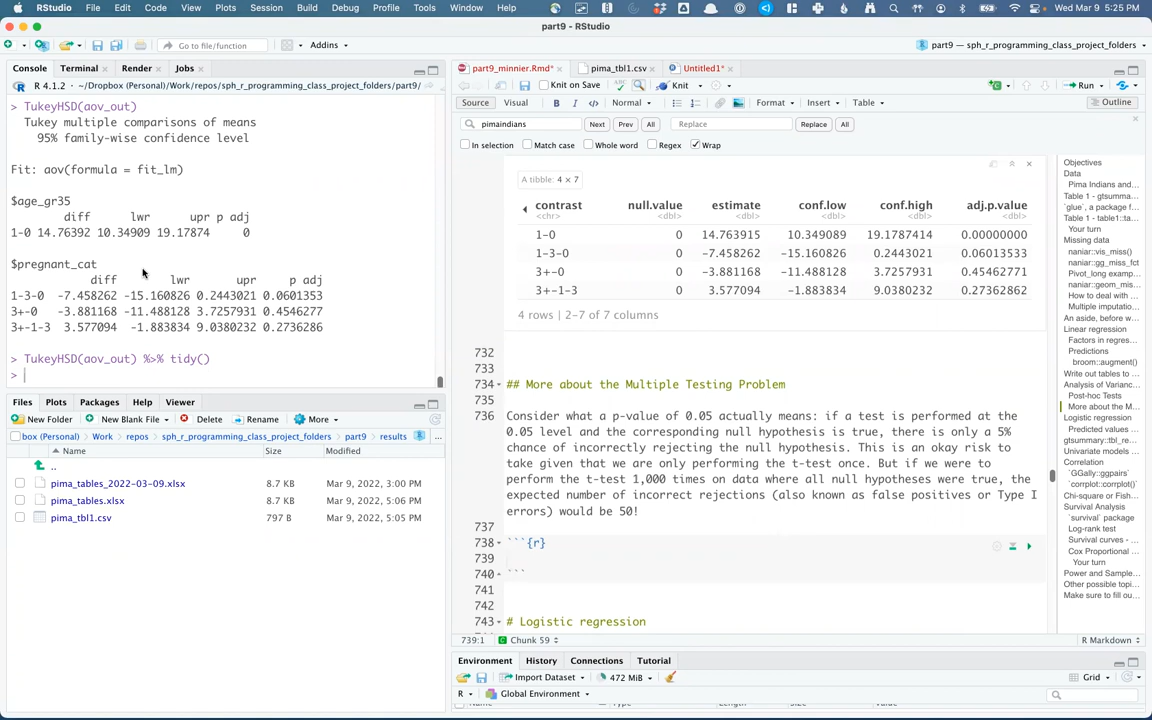 RStudio File Edit Code View Plots Session Build Debug Profile Tools Window Help Wed Mar 9 5:25 PM
part9 - RStudio
Go to file/function Addins part9 — sph_r_programming_class_project_folders
Console Terminal Render Jobs
R 4.1.2 · ~/Dropbox (Personal)/Work/repos/sph_r_programming_class_project_folders/part9/
> TukeyHSD(aov_out)
Tukey multiple comparisons of means
95% family-wise confidence level
Fit: aov(formula = fit_lm)
$age_gr35
diff lwr upr p adj
1-0 14.76392 10.34909 19.17874 0
$pregnant_cat
diff lwr upr p adj
1-3-0 -7.458262 -15.160826 0.2443021 0.0601353
3+-0 -3.881168 -11.488128 3.7257931 0.4546277
3+-1-3 3.577094 -1.883834 9.0380232 0.2736286
> TukeyHSD(aov_out) %>% tidy()
>
Files Plots Packages Help Viewer
New Folder New Blank File Delete Rename More
box (Personal) Work repos sph_r_programming_class_project_folders part9 results ...
Name Size Modified
..
pima_tables_2022-03-09.xlsx 8.7 KB Mar 9, 2022, 3:00 PM
pima_tables.xlsx 8.7 KB Mar 9, 2022, 5:06 PM
pima_tbl1.csv 797 B Mar 9, 2022, 5:05 PM
part9_minnier.Rmd* pima_tbl1.csv Untitled1*
Knit on Save Knit Run
Source Visual B I </> Normal Format Insert Table Outline
pimaindians Next Prev All Replace Replace All
In selection Match case Whole word Regex Wrap
A tibble: 4 × 7
contrast null.value estimate conf.low conf.high adj.p.value
<chr> <dbl> <dbl> <dbl> <dbl> <dbl>
1-0 0 14.763915 10.349089 19.1787414 0.00000000
1-3-0 0 -7.458262 -15.160826 0.2443021 0.06013533
3+-0 0 -3.881168 -11.488128 3.7257931 0.45462771
3+-1-3 0 3.577094 -1.883834 9.0380232 0.27362862
4 rows | 2–7 of 7 columns
732
733
734 ## More about the Multiple Testing Problem
735
736 Consider what a p-value of 0.05 actually means: if a test is performed at the
0.05 level and the corresponding null hypothesis is true, there is only a 5%
chance of incorrectly rejecting the null hypothesis. This is an okay risk to
take given that we are only performing the t-test once. But if we were to
perform the t-test 1,000 times on data where all null hypotheses were true, the
expected number of incorrect rejections (also known as false positives or Type I
errors) would be 50!
737
738 ```{r}
739
740 ```
741
742
743 # Logistic regression
739:1 Chunk 59 R Markdown
Objectives
Data
Pima Indians and...
Table 1 - gtsumma...
`glue`, a package f...
Table 1 - table1::ta...
Your turn
Missing data
naniar::vis_miss()
naniar::gg_miss_fct
Pivot_long examp...
naniar::geom_mis...
How to deal with ...
Multiple imputatio...
An aside, before w...
Linear regression
Factors in regres...
Predictions
broom::augment()
Write out tables to ...
Analysis of Varianc...
Post-hoc Tests
More about the M...
Logistic regression
Predicted values ...
gtsummary::tbl_re...
Univariate models ...
Correlation
`GGally::ggpairs`
`corrplot::corrplot()`
Chi-square or Fish...
Survival Analysis
`survival` package
Log-rank test
Survival curves - ...
Cox Proportional ...
Your turn
Power and Sample...
Other possible topi...
Make sure to fill ou...
Environment History Connections Tutorial
Import Dataset 472 MiB Grid
R Global Environment